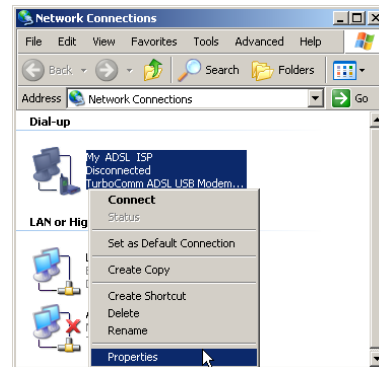 Network Connections
File Edit View Favorites Tools Advanced Help
Back Search Folders
Address Network Connections Go
Dial-up
My ADSL ISP
Disconnected
TurboComm ADSL USB Modem...
Connect
Status
LAN or Hig
Set as Default Connection
Create Copy
Create Shortcut
Delete
Rename
Properties